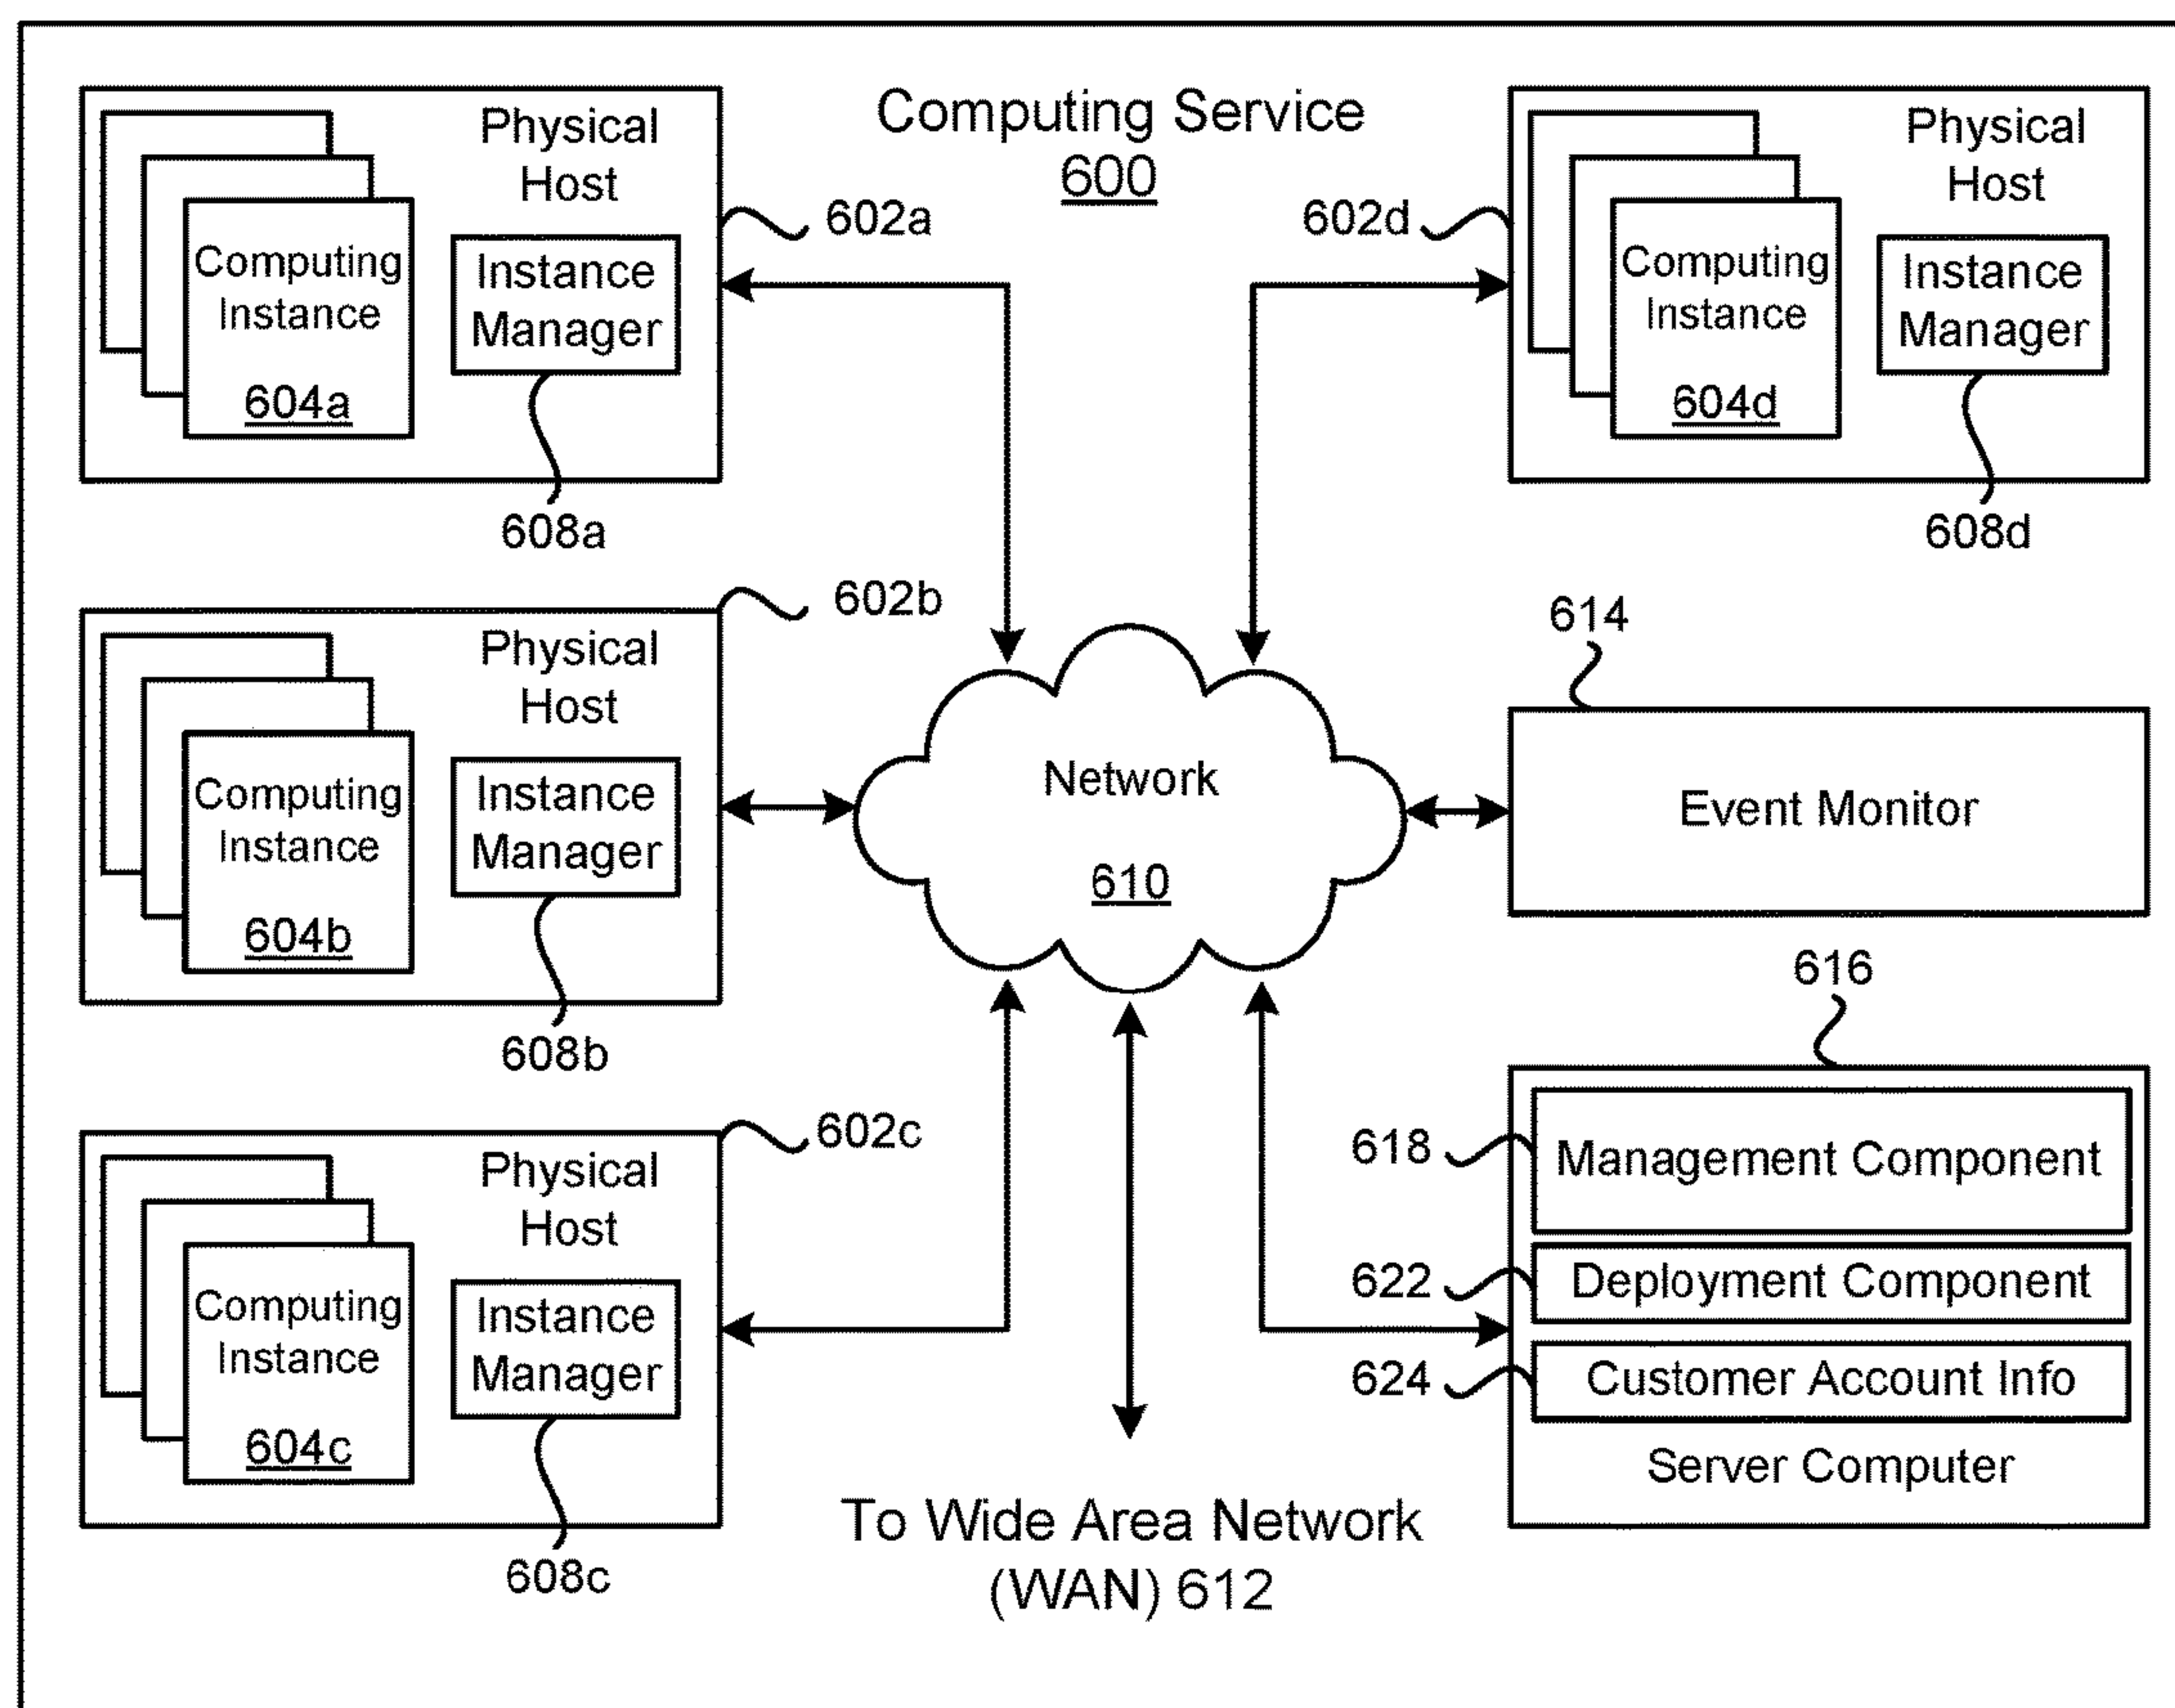 Computing Service
600
Physical
Host
602a
Computing
Instance
604a
Instance
Manager
608a
Physical
Host
602d
Computing
Instance
604d
Instance
Manager
608d
602b
Physical
Host
Computing
Instance
604b
Instance
Manager
608b
Network
610
614
Event Monitor
602c
Physical
Host
Computing
Instance
604c
Instance
Manager
608c
616
618
Management Component
622
Deployment Component
624
Customer Account Info
Server Computer
To Wide Area Network
(WAN) 612